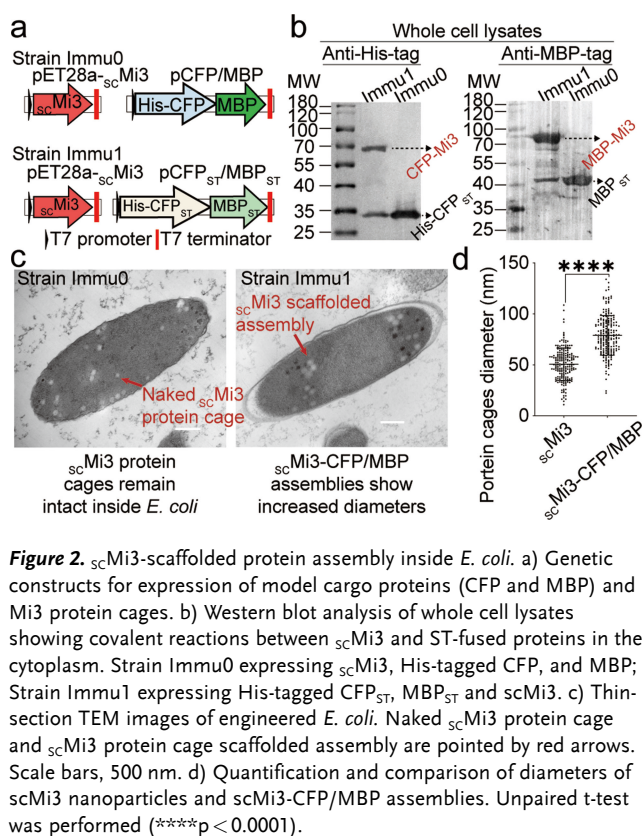 a
Strain Immu0
pET28a-scMi3 pCFP/MBP
scMi3 His-CFP MBP
Strain Immu1
pET28a-scMi3 pCFPST/MBPST
scMi3 His-CFPST MBPST
T7 promoter T7 terminator
b
Whole cell lysates
Anti-His-tag Anti-MBP-tag
MW Immu1 Immu0 MW Immu1 Immu0
180 180
130 130
100 100
70 70
55 55
40 40
35 35
25 25
CFP-Mi3
His-CFPST
MBP-Mi3
MBPST
c
Strain Immu0
Naked scMi3
protein cage
scMi3 protein
cages remain
intact inside E. coli
Strain Immu1
scMi3 scaffolded
assembly
scMi3-CFP/MBP
assemblies show
increased diameters
d
Portein cages diameter (nm)
150
100
50
0
****
scMi3
scMi3-CFP/MBP
Figure 2. scMi3-scaffolded protein assembly inside E. coli. a) Genetic
constructs for expression of model cargo proteins (CFP and MBP) and
Mi3 protein cages. b) Western blot analysis of whole cell lysates
showing covalent reactions between scMi3 and ST-fused proteins in the
cytoplasm. Strain Immu0 expressing scMi3, His-tagged CFP, and MBP;
Strain Immu1 expressing His-tagged CFPST, MBPST and scMi3. c) Thin-
section TEM images of engineered E. coli. Naked scMi3 protein cage
and scMi3 protein cage scaffolded assembly are pointed by red arrows.
Scale bars, 500 nm. d) Quantification and comparison of diameters of
scMi3 nanoparticles and scMi3-CFP/MBP assemblies. Unpaired t-test
was performed (****p < 0.0001).